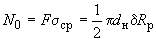 N₀ = Fσср = 1/2 πdнδRр